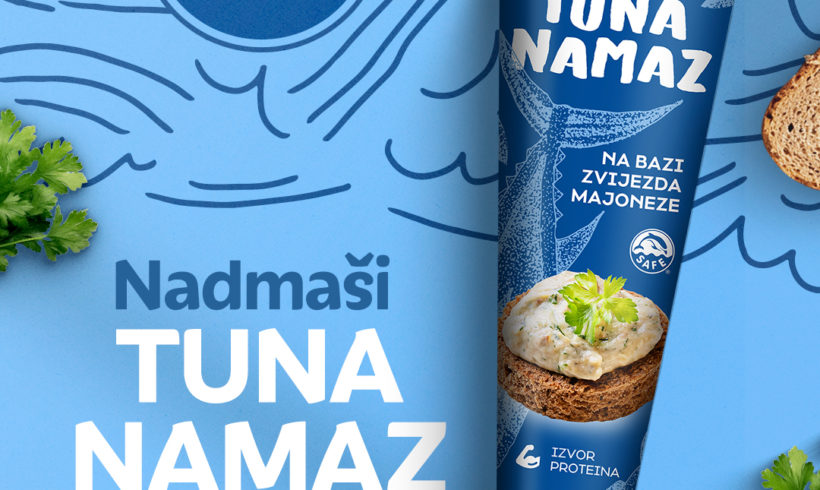 TUNA
NAMAZ
NA BAZI
ZVIJEZDA
MAJONEZE
SAFE
IZVOR
PROTEINA
Nadmaši
TUNA
NAMAZ